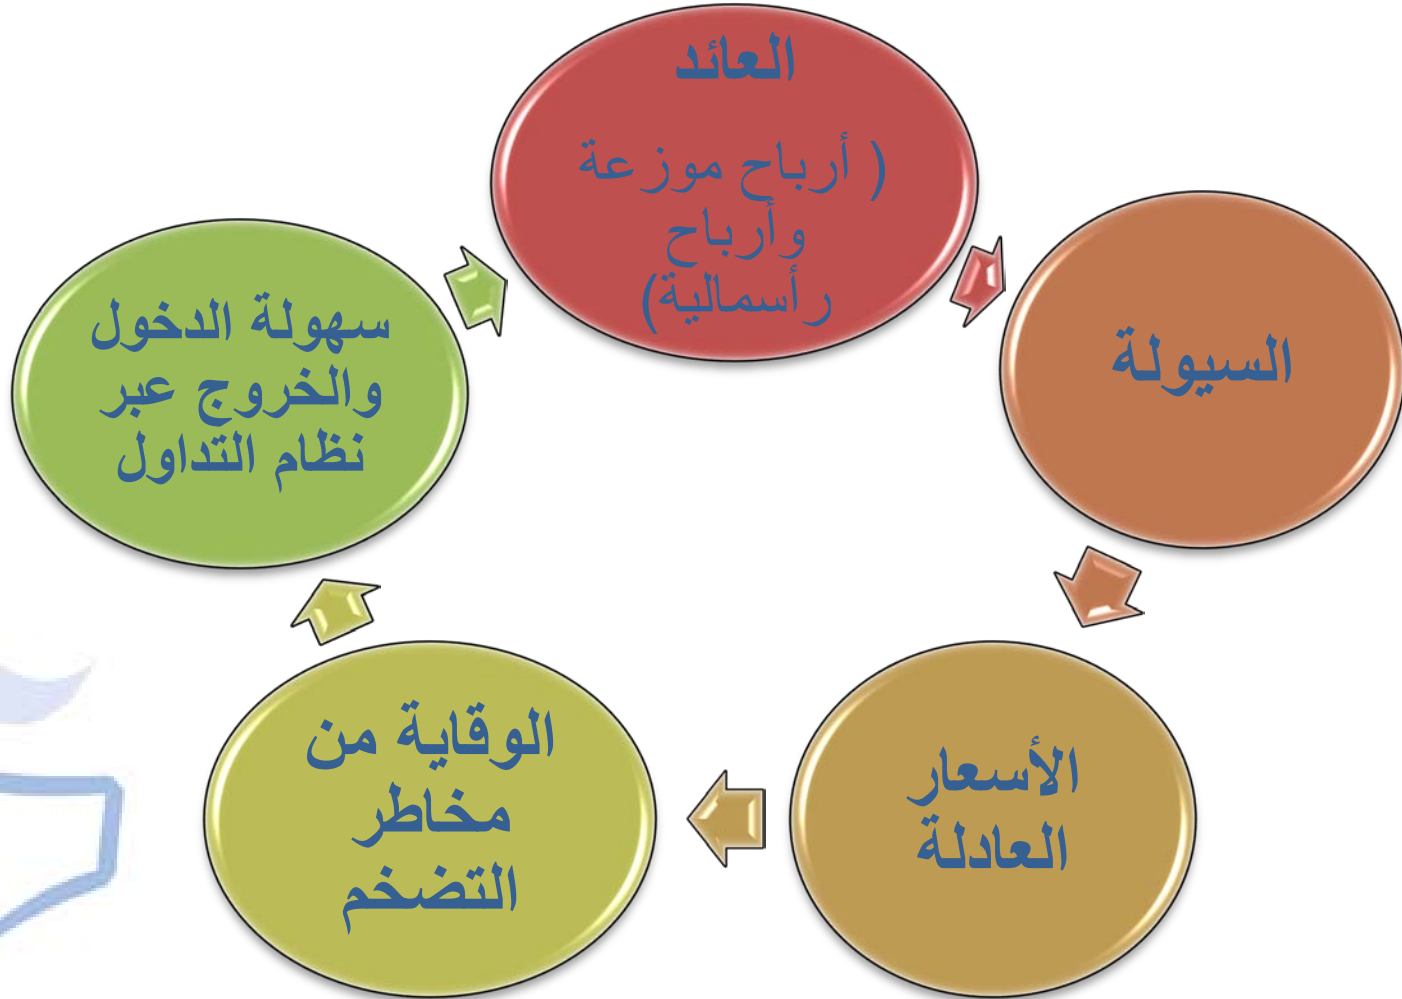 العائد
( أرباح موزعة
وأرباح
رأسمالية)
السيولة
الأسعار
العادلة
الوقاية من
مخاطر
التضخم
سهولة الدخول
والخروج عبر
نظام التداول